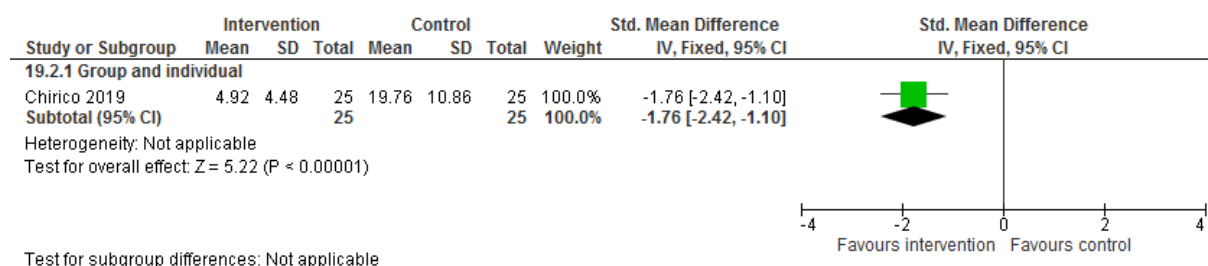 Intervention Control Std. Mean Difference Std. Mean Difference
Study or Subgroup Mean SD Total Mean SD Total Weight IV, Fixed, 95% CI IV, Fixed, 95% CI
19.2.1 Group and individual
Chirico 2019 4.92 4.48 25 19.76 10.86 25 100.0% -1.76 [-2.42, -1.10]
Subtotal (95% CI) 25 25 100.0% -1.76 [-2.42, -1.10]
Heterogeneity: Not applicable
Test for overall effect: Z = 5.22 (P < 0.00001)
-4 -2 0 2 4
Favours intervention Favours control
Test for subgroup differences: Not applicable